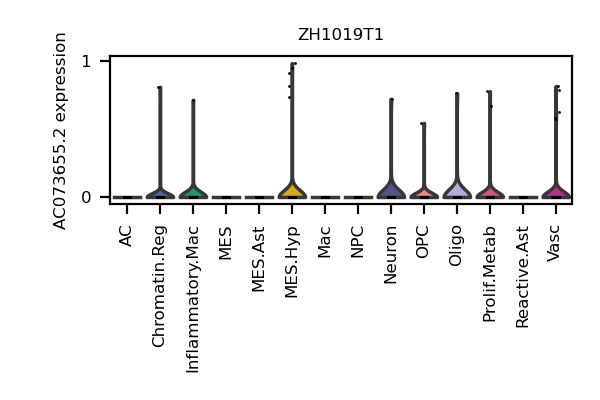 ZH1019T1
AC073655.2 expression
1
0
AC
Chromatin.Reg
Inflammatory.Mac
MES
MES.Ast
MES.Hyp
Mac
NPC
Neuron
OPC
Oligo
Prolif.Metab
Reactive.Ast
Vasc